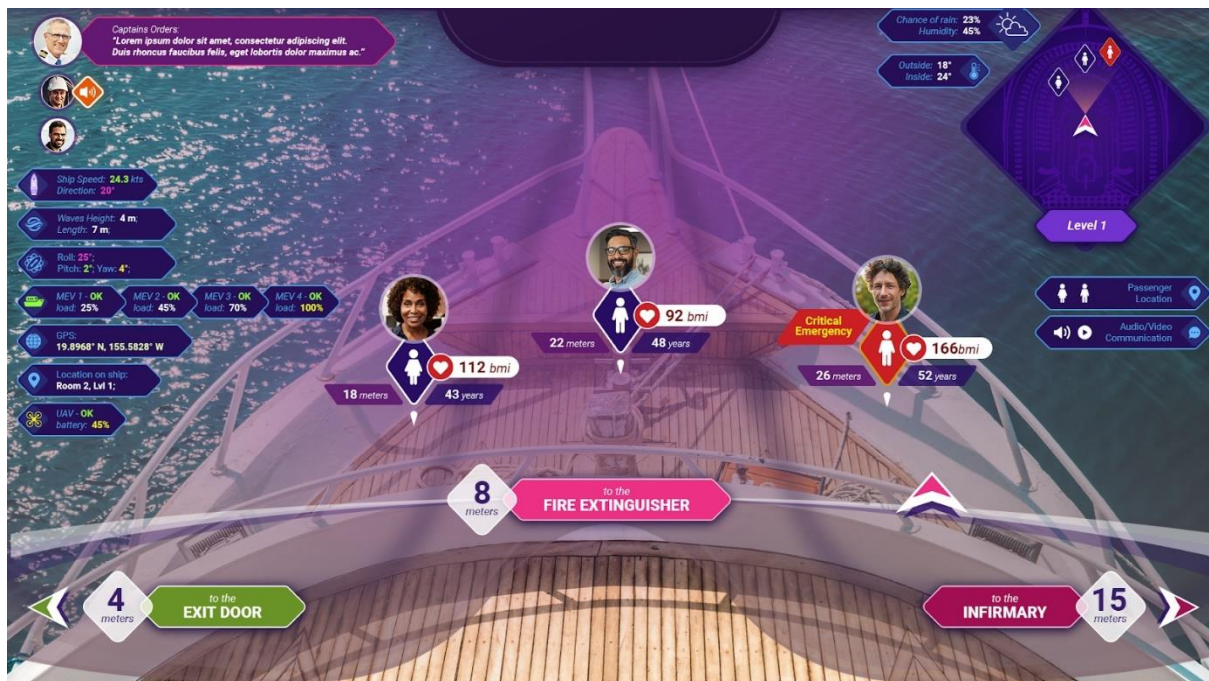 Captains Orders:
"Lorem ipsum dolor sit amet, consectetur adipiscing elit.
Duis rhoncus faucibus felis, eget lobortis dolor maximus ac."
Chance of rain: 23%
Humidity: 45%
Outside: 18°
Inside: 24°
Level 1
Ship Speed: 24.3 kts
Direction: 20°
Waves Height: 4 m;
Length: 7 m;
Roll: 25°;
Pitch: 2°; Yaw: 4°;
MEV 1 - OK
load: 25%
MEV 2 - OK
load: 45%
MEV 3 - OK
load: 70%
MEV 4 - OK
load: 100%
GPS:
19.8968° N, 155.5828° W
Location on ship:
Room 2, Lvl 1;
UAV - OK
battery: 45%
Passenger
Location
Audio/Video
Communication
112 bmi
18 meters
43 years
92 bmi
22 meters
48 years
Critical
Emergency
166bmi
26 meters
52 years
8
meters
to the
FIRE EXTINGUISHER
4
meters
to the
EXIT DOOR
to the
INFIRMARY
15
meters